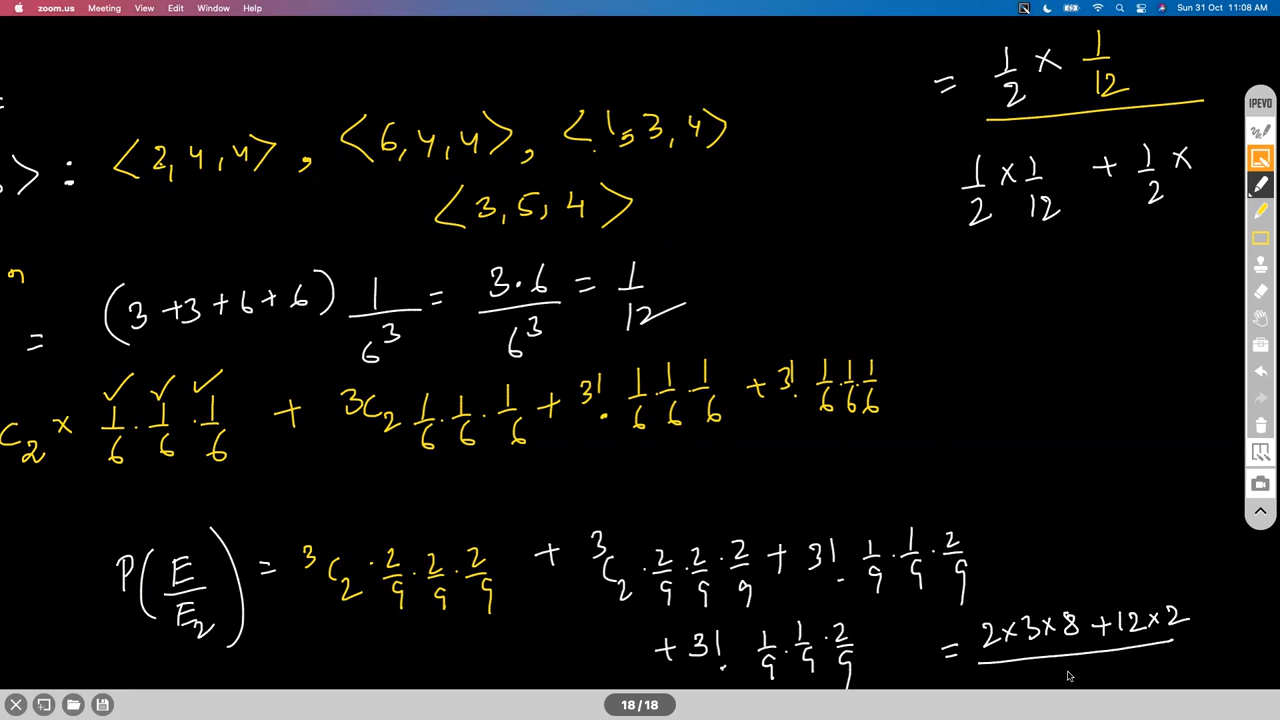 zoom.us Meeting View Edit Window Help Sun 31 Oct 11:08 AM
= 1/2 × 1/12
> : <2,4,4>, <6,4,4>, <1,3,4>
<3,5,4>
1/2 × 1/12 + 1/2 ×
= (3+3+6+6) 1/6³ = 3·6/6³ = 1/12
C₂ × 1/6 · 1/6 · 1/6 + ³C₂ 1/6 · 1/6 · 1/6 + 3! · 1/6 · 1/6 · 1/6 + 3! · 1/6 · 1/6 · 1/6
P(E/E₂) = ³C₂ · 2/9 · 2/9 · 2/9 + ³C₂ · 2/9 · 2/9 · 2/9 + 3! · 1/9 · 1/9 · 2/9
+ 3! · 1/9 · 1/9 · 2/9 = 2×3×8 + 12×2
IPEVO
18/18